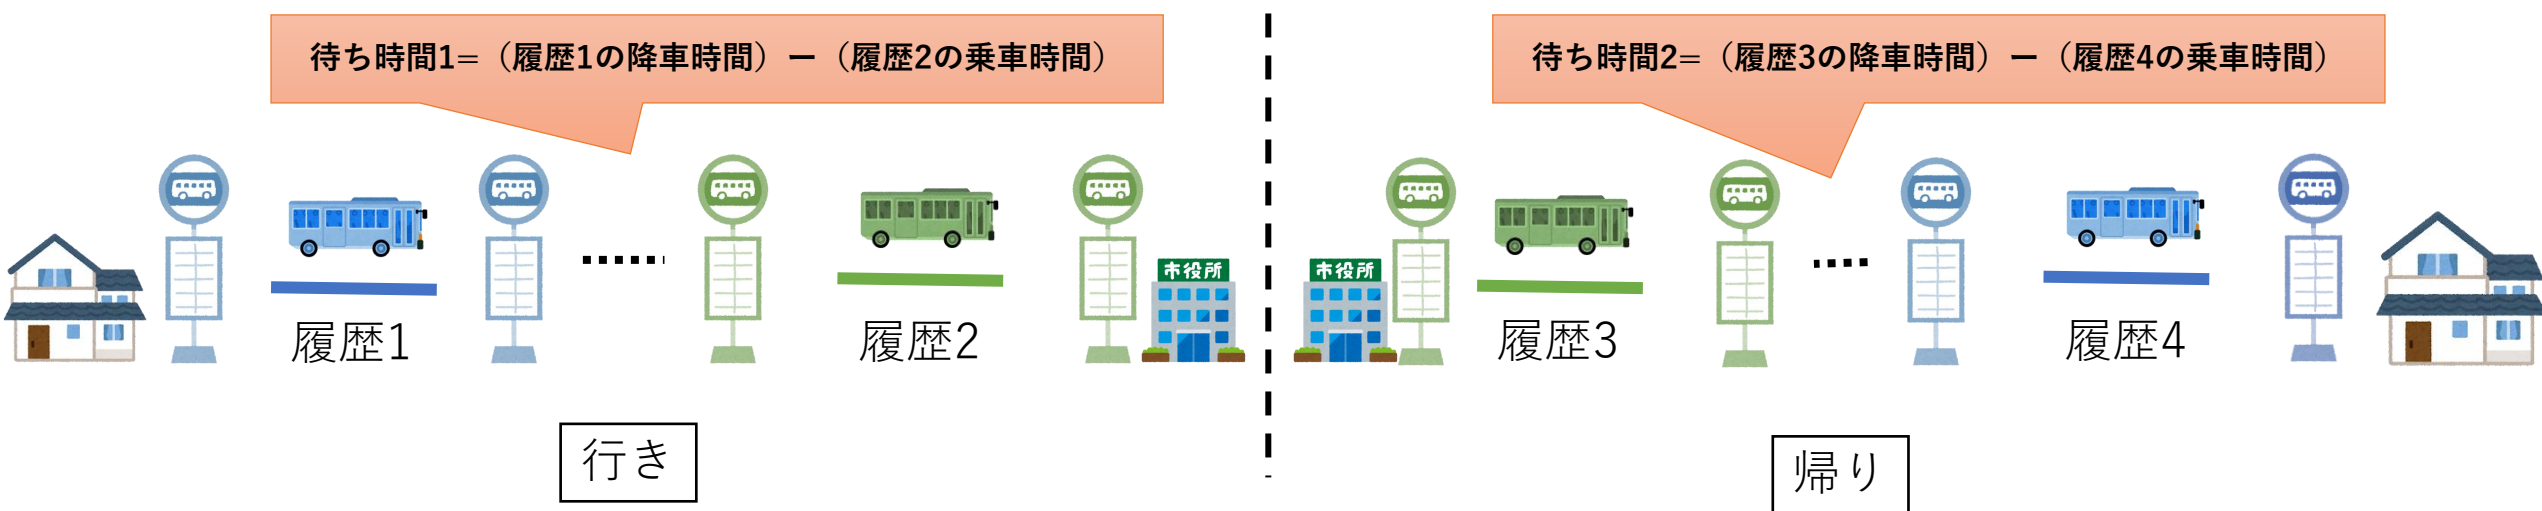 待ち時間1=（履歴1の降車時間）ー（履歴2の乗車時間）
履歴1
履歴2
市役所
行き
待ち時間2=（履歴3の降車時間）ー（履歴4の乗車時間）
市役所
履歴3
履歴4
帰り